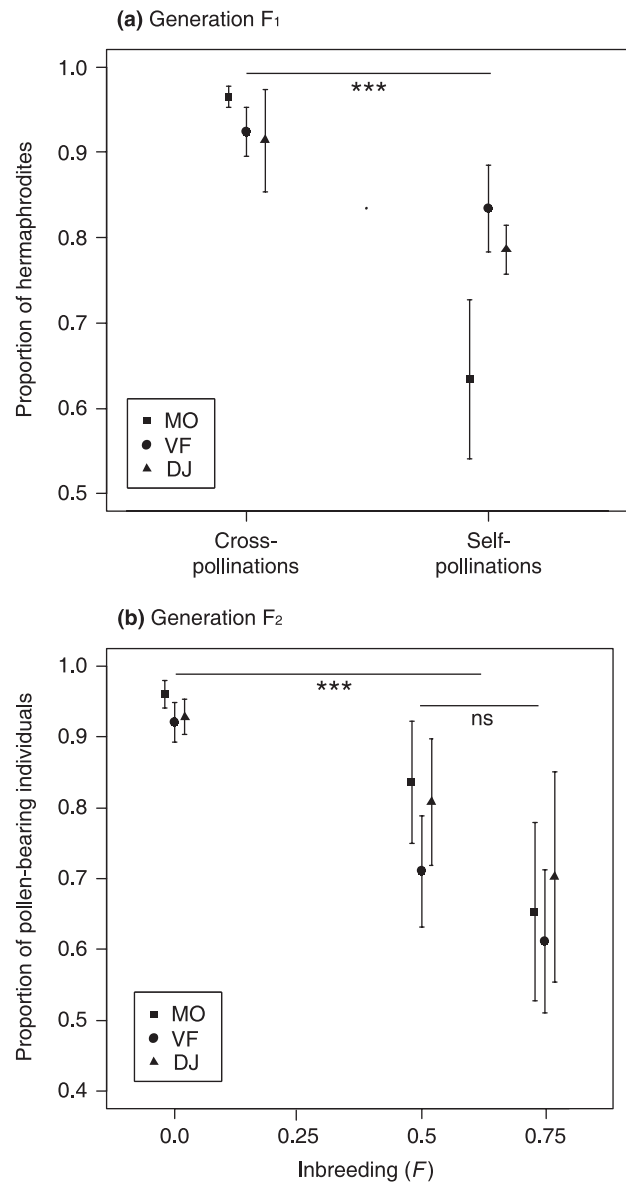 (a) Generation F₁
1.0
0.9
0.8
0.7
0.6
0.5
Proportion of hermaphrodites
***
MO
VF
DJ
Cross-
pollinations
Self-
pollinations
(b) Generation F₂
1.0
0.9
0.8
0.7
0.6
0.5
0.4
Proportion of pollen-bearing individuals
***
ns
MO
VF
DJ
0.0 0.25 0.5 0.75
Inbreeding (F)